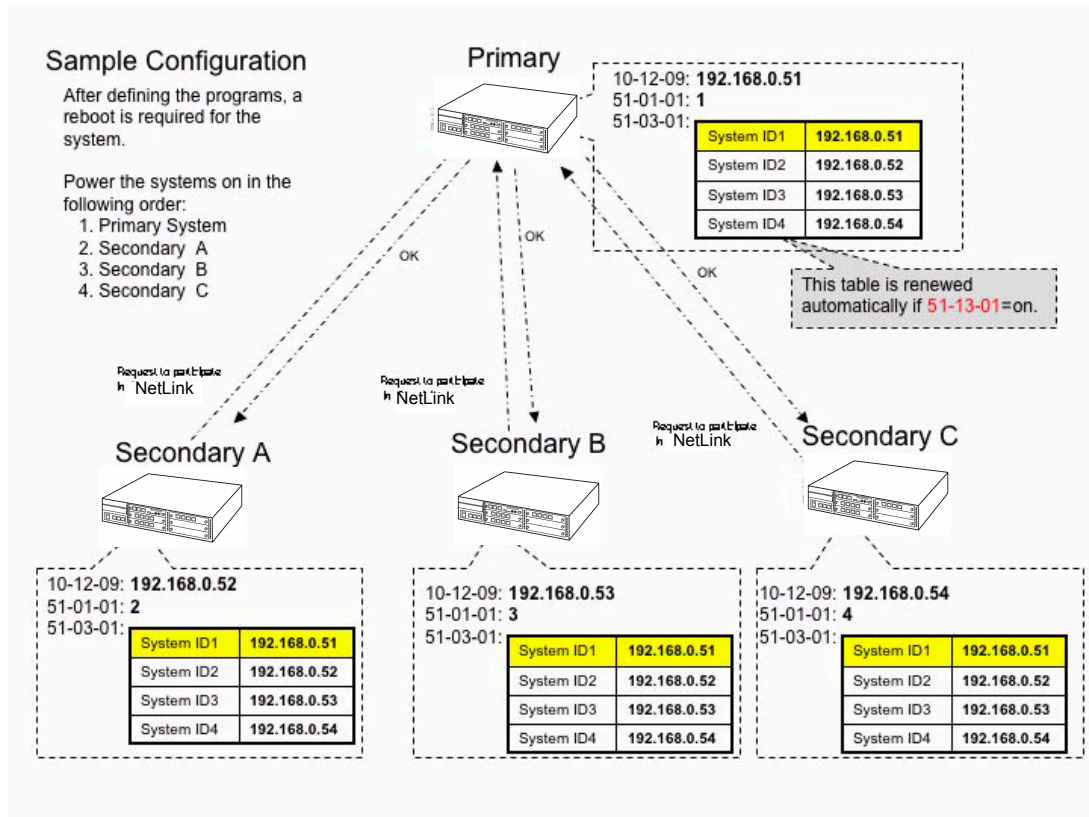 Sample Configuration
After defining the programs, a
reboot is required for the
system.
Power the systems on in the
following order:
1. Primary System
2. Secondary A
3. Secondary B
4. Secondary C
Primary
10-12-09: 192.168.0.51
51-01-01: 1
51-03-01:
System ID1 192.168.0.51
System ID2 192.168.0.52
System ID3 192.168.0.53
System ID4 192.168.0.54
This table is renewed
automatically if 51-13-01=on.
OK
OK
OK
Request to participate
in NetLink
Request to participate
in NetLink
Request to participate
in NetLink
Secondary A
10-12-09: 192.168.0.52
51-01-01: 2
51-03-01:
System ID1 192.168.0.51
System ID2 192.168.0.52
System ID3 192.168.0.53
System ID4 192.168.0.54
Secondary B
10-12-09: 192.168.0.53
51-01-01: 3
51-03-01:
System ID1 192.168.0.51
System ID2 192.168.0.52
System ID3 192.168.0.53
System ID4 192.168.0.54
Secondary C
10-12-09: 192.168.0.54
51-01-01: 4
51-03-01:
System ID1 192.168.0.51
System ID2 192.168.0.52
System ID3 192.168.0.53
System ID4 192.168.0.54